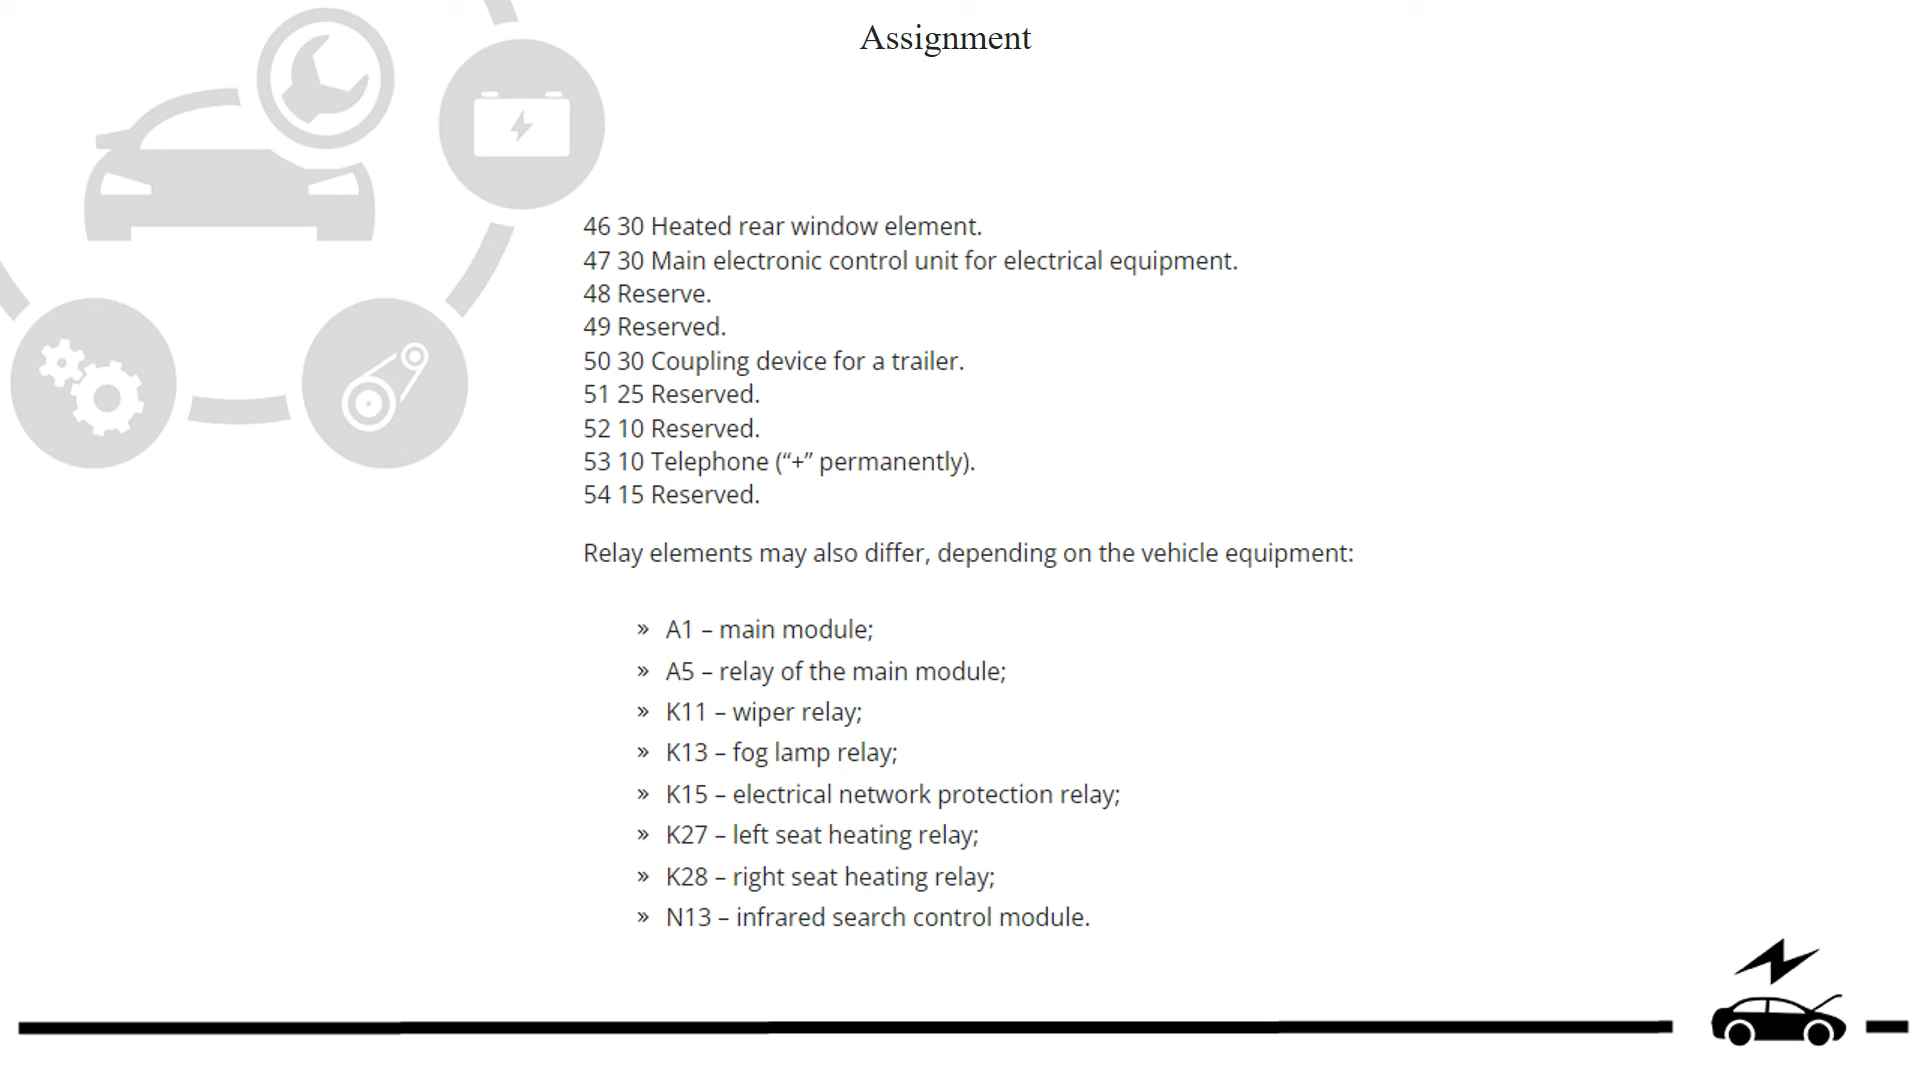 Assignment
46 30 Heated rear window element.
47 30 Main electronic control unit for electrical equipment.
48 Reserve.
49 Reserved.
50 30 Coupling device for a trailer.
51 25 Reserved.
52 10 Reserved.
53 10 Telephone (“+” permanently).
54 15 Reserved.
Relay elements may also differ, depending on the vehicle equipment:
» A1 – main module;
» A5 – relay of the main module;
» K11 – wiper relay;
» K13 – fog lamp relay;
» K15 – electrical network protection relay;
» K27 – left seat heating relay;
» K28 – right seat heating relay;
» N13 – infrared search control module.